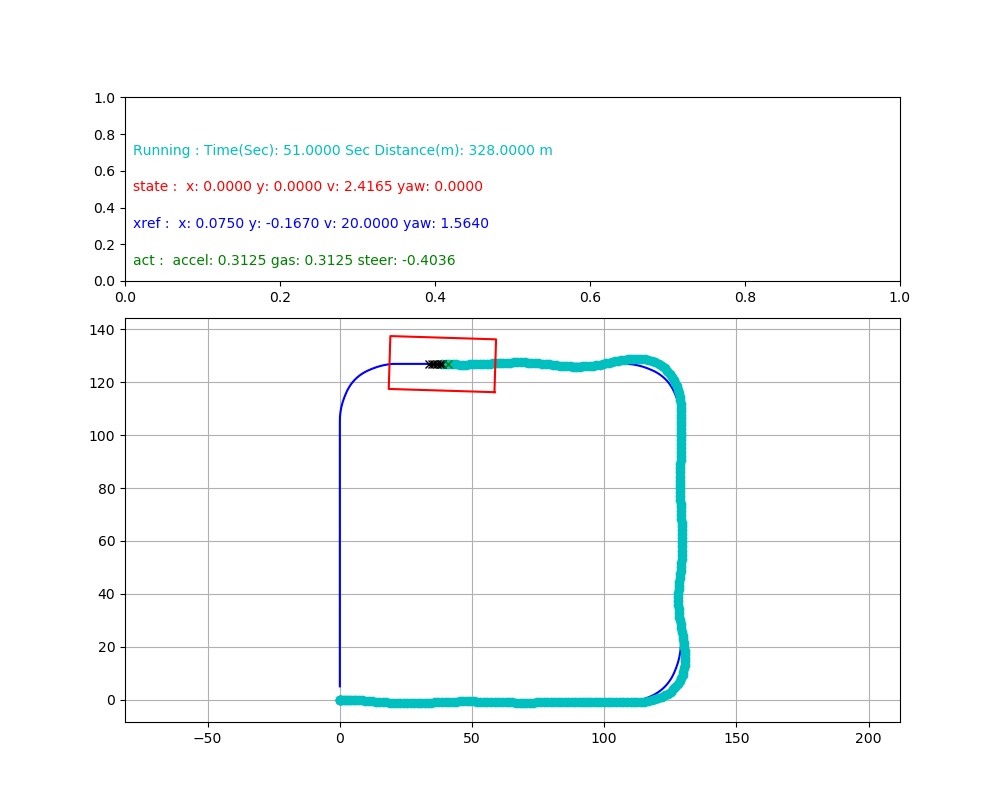 1.0
0.8
Running : Time(Sec): 51.0000 Sec Distance(m): 328.0000 m
0.6
state :  x: 0.0000 y: 0.0000 v: 2.4165 yaw: 0.0000
0.4
xref :  x: 0.0750 y: -0.1670 v: 20.0000 yaw: 1.5640
0.2
act :  accel: 0.3125 gas: 0.3125 steer: -0.4036
0.0
0.0 0.2 0.4 0.6 0.8 1.0
140
120
100
80
60
40
20
0
−50 0 50 100 150 200